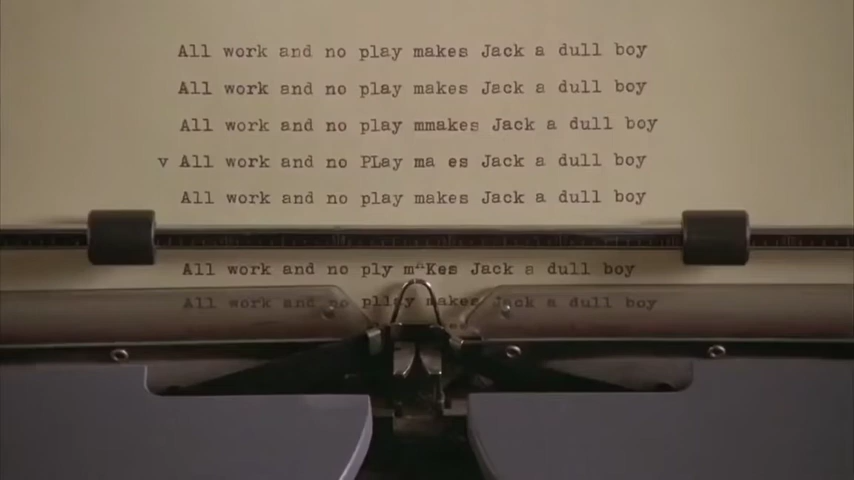 All work and no play makes Jack a dull boy
All work and no play makes Jack a dull boy
All work and no play mmakes Jack a dull boy
v All work and no PLay ma es Jack a dull boy
All work and no play makes Jack a dull boy
All work and no ply m^Kes Jack a dull boy
All work and no pllay makes Jack a dull boy